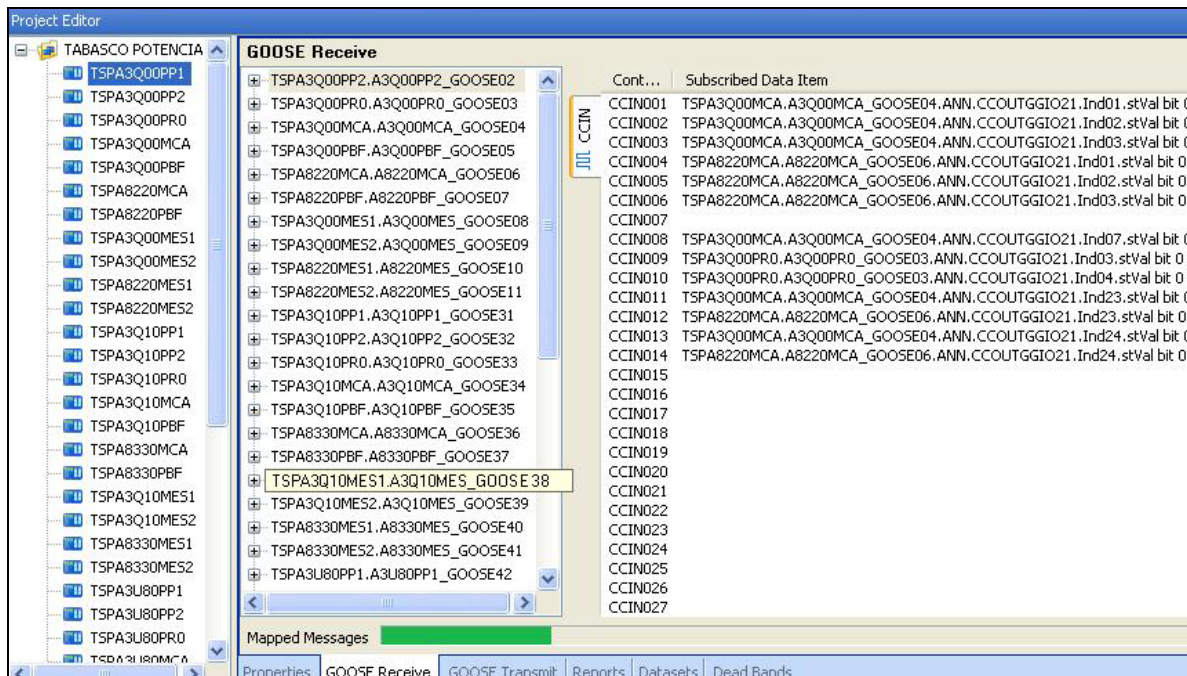 Project Editor
TABASCO POTENCIA
TSPA3Q00PP1
TSPA3Q00PP2
TSPA3Q00PR0
TSPA3Q00MCA
TSPA3Q00PBF
TSPA8220MCA
TSPA8220PBF
TSPA3Q00MES1
TSPA3Q00MES2
TSPA8220MES1
TSPA8220MES2
TSPA3Q10PP1
TSPA3Q10PP2
TSPA3Q10PR0
TSPA3Q10MCA
TSPA3Q10PBF
TSPA8330MCA
TSPA8330PBF
TSPA3Q10MES1
TSPA3Q10MES2
TSPA8330MES1
TSPA8330MES2
TSPA3U80PP1
TSPA3U80PP2
TSPA3U80PR0
TSPA3U80MCA
GOOSE Receive
TSPA3Q00PP2.A3Q00PP2_GOOSE02
TSPA3Q00PR0.A3Q00PR0_GOOSE03
TSPA3Q00MCA.A3Q00MCA_GOOSE04
TSPA3Q00PBF.A3Q00PBF_GOOSE05
TSPA8220MCA.A8220MCA_GOOSE06
TSPA8220PBF.A8220PBF_GOOSE07
TSPA3Q00MES1.A3Q00MES_GOOSE08
TSPA3Q00MES2.A3Q00MES_GOOSE09
TSPA8220MES1.A8220MES_GOOSE10
TSPA8220MES2.A8220MES_GOOSE11
TSPA3Q10PP1.A3Q10PP1_GOOSE31
TSPA3Q10PP2.A3Q10PP2_GOOSE32
TSPA3Q10PR0.A3Q10PR0_GOOSE33
TSPA3Q10MCA.A3Q10MCA_GOOSE34
TSPA3Q10PBF.A3Q10PBF_GOOSE35
TSPA8330MCA.A8330MCA_GOOSE36
TSPA8330PBF.A8330PBF_GOOSE37
TSPA3Q10MES1.A3Q10MES_GOOSE38
TSPA3Q10MES2.A3Q10MES_GOOSE39
TSPA8330MES1.A8330MES_GOOSE40
TSPA8330MES2.A8330MES_GOOSE41
TSPA3U80PP1.A3U80PP1_GOOSE42
CCIN
Cont... Subscribed Data Item
CCIN001 TSPA3Q00MCA.A3Q00MCA_GOOSE04.ANN.CCOUTGGIO21.Ind01.stVal bit 0
CCIN002 TSPA3Q00MCA.A3Q00MCA_GOOSE04.ANN.CCOUTGGIO21.Ind02.stVal bit 0
CCIN003 TSPA3Q00MCA.A3Q00MCA_GOOSE04.ANN.CCOUTGGIO21.Ind03.stVal bit 0
CCIN004 TSPA8220MCA.A8220MCA_GOOSE06.ANN.CCOUTGGIO21.Ind01.stVal bit 0
CCIN005 TSPA8220MCA.A8220MCA_GOOSE06.ANN.CCOUTGGIO21.Ind02.stVal bit 0
CCIN006 TSPA8220MCA.A8220MCA_GOOSE06.ANN.CCOUTGGIO21.Ind03.stVal bit 0
CCIN007
CCIN008 TSPA3Q00MCA.A3Q00MCA_GOOSE04.ANN.CCOUTGGIO21.Ind07.stVal bit 0
CCIN009 TSPA3Q00PR0.A3Q00PR0_GOOSE03.ANN.CCOUTGGIO21.Ind03.stVal bit 0
CCIN010 TSPA3Q00PR0.A3Q00PR0_GOOSE03.ANN.CCOUTGGIO21.Ind04.stVal bit 0
CCIN011 TSPA3Q00MCA.A3Q00MCA_GOOSE04.ANN.CCOUTGGIO21.Ind23.stVal bit 0
CCIN012 TSPA8220MCA.A8220MCA_GOOSE06.ANN.CCOUTGGIO21.Ind23.stVal bit 0
CCIN013 TSPA3Q00MCA.A3Q00MCA_GOOSE04.ANN.CCOUTGGIO21.Ind24.stVal bit 0
CCIN014 TSPA8220MCA.A8220MCA_GOOSE06.ANN.CCOUTGGIO21.Ind24.stVal bit 0
CCIN015
CCIN016
CCIN017
CCIN018
CCIN019
CCIN020
CCIN021
CCIN022
CCIN023
CCIN024
CCIN025
CCIN026
CCIN027
Mapped Messages
Properties GOOSE Receive GOOSE Transmit Reports Datasets Dead Bands